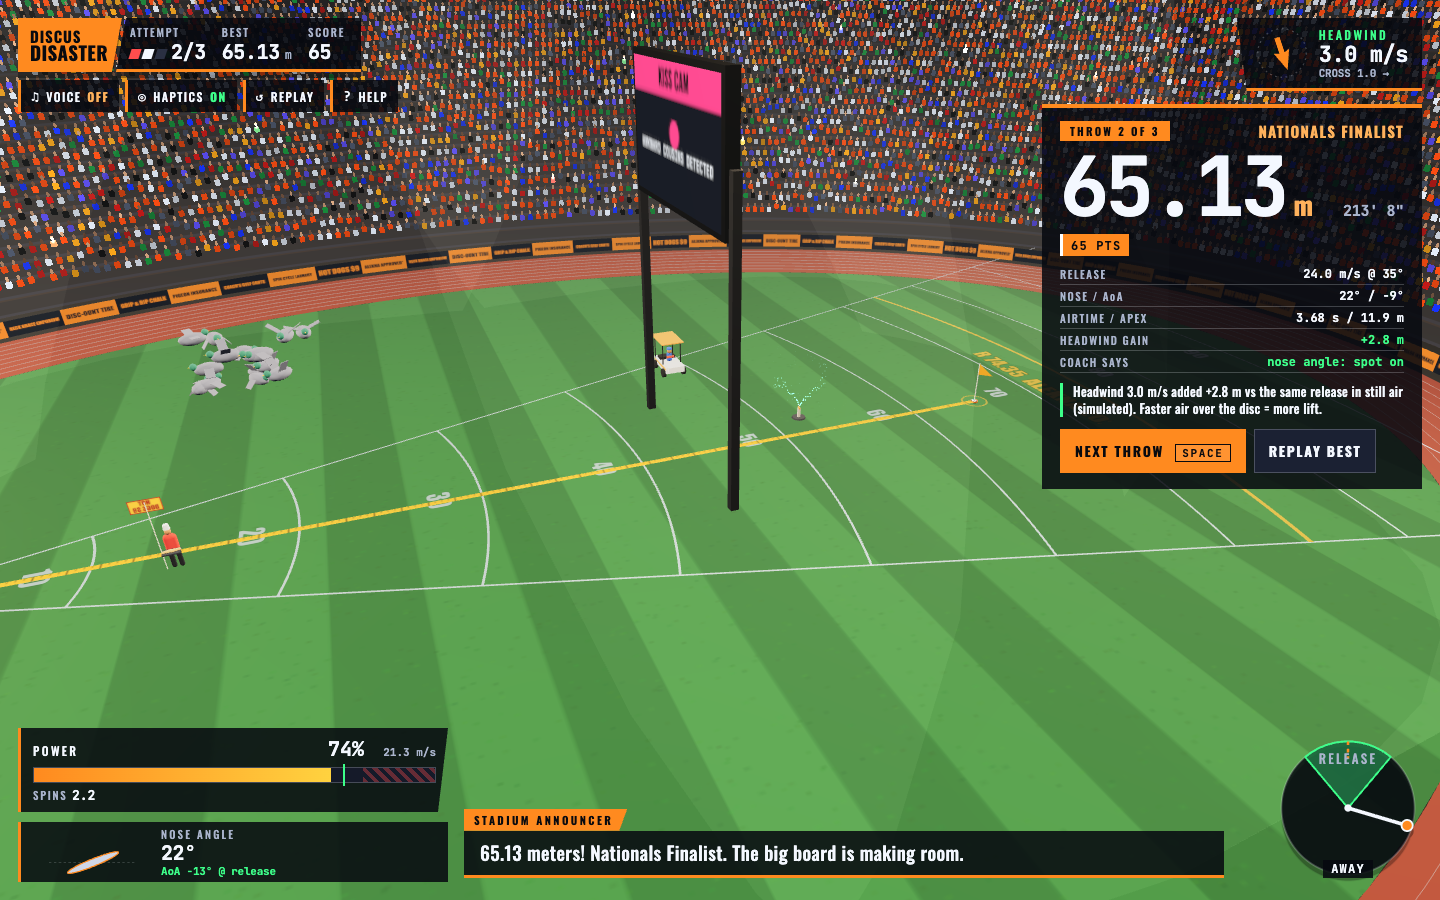 DISCUS
DISASTER
ATTEMPT
2/3
BEST
65.13 m
SCORE
65
♫ VOICE OFF
◎ HAPTICS ON
↺ REPLAY
? HELP
HEADWIND
3.0 m/s
CROSS 1.0 →
KISS CAM
THROW 2 OF 3
NATIONALS FINALIST
65.13 m
213' 8"
65 PTS
RELEASE
24.0 m/s @ 35°
NOSE / AoA
22° / -9°
AIRTIME / APEX
3.68 s / 11.9 m
HEADWIND GAIN
+2.8 m
COACH SAYS
nose angle: spot on
Headwind 3.0 m/s added +2.8 m vs the same release in still air
(simulated). Faster air over the disc = more lift.
NEXT THROW SPACE
REPLAY BEST
DISC-OUNT TIRE
70
60
50
40
30
20
10
POWER
74%
21.3 m/s
SPINS 2.2
NOSE ANGLE
22°
AoA -13° @ release
STADIUM ANNOUNCER
65.13 meters! Nationals Finalist. The big board is making room.
RELEASE
AWAY